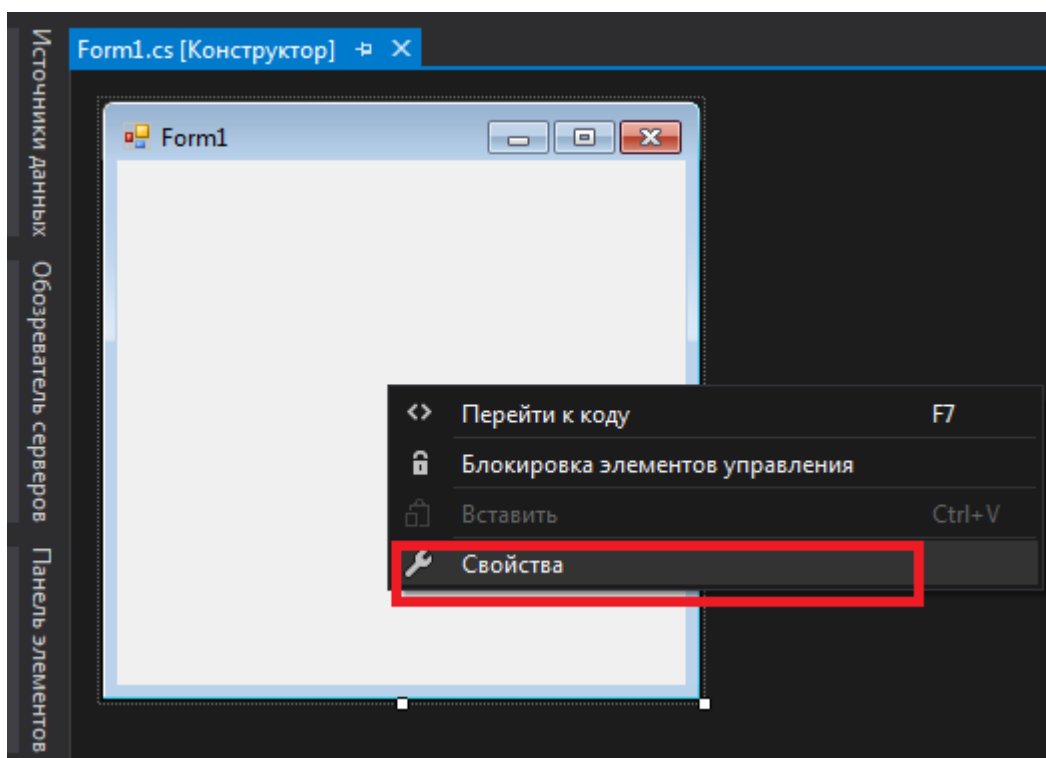 Form1.cs [Конструктор]
Источники данных
Обозреватель серверов
Панель элементов
Form1
Перейти к коду F7
Блокировка элементов управления
Вставить Ctrl+V
Свойства